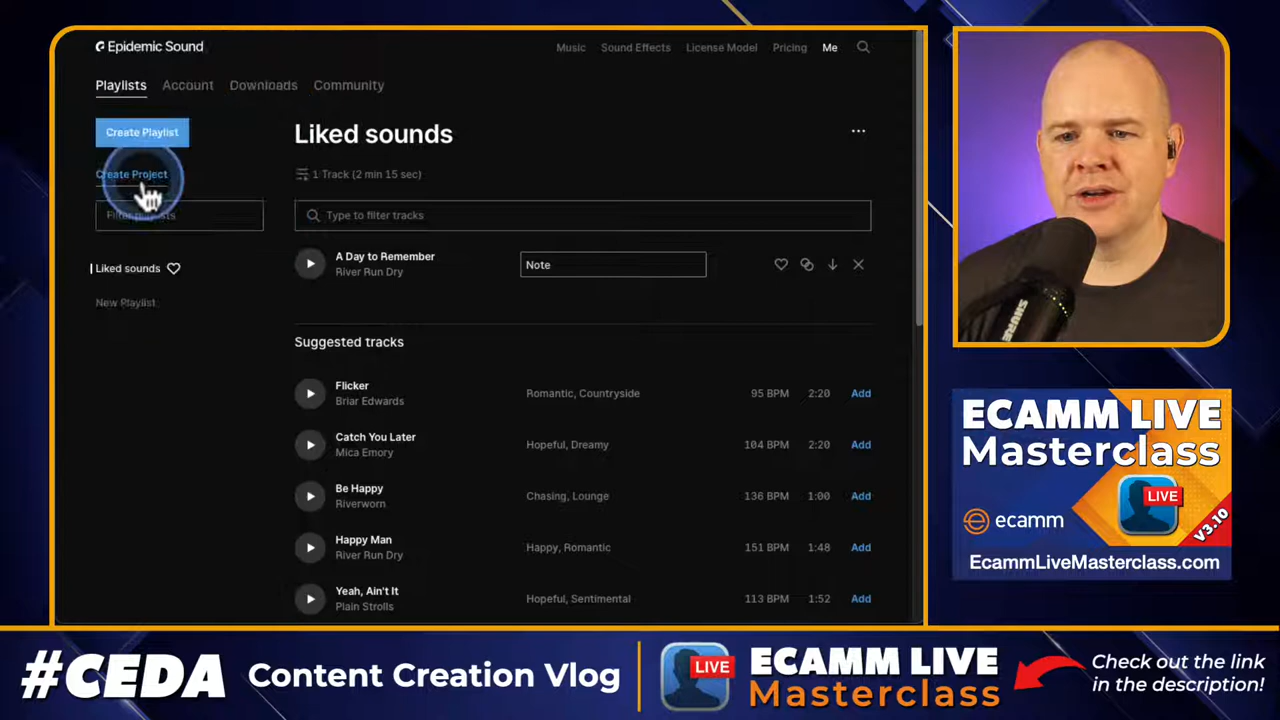 Epidemic Sound
Music Sound Effects License Model Pricing Me
Playlists Account Downloads Community
Create Playlist
Create Project
Filter playlists
Liked sounds
New Playlist
Liked sounds
1 Track (2 min 15 sec)
Type to filter tracks
A Day to Remember
River Run Dry
Note
Suggested tracks
Flicker
Briar Edwards
Romantic, Countryside 95 BPM 2:20 Add
Catch You Later
Mica Emory
Hopeful, Dreamy 104 BPM 2:20 Add
Be Happy
Riverworn
Chasing, Lounge 136 BPM 1:00 Add
Happy Man
River Run Dry
Happy, Romantic 151 BPM 1:48 Add
Yeah, Ain't It
Plain Strolls
Hopeful, Sentimental 113 BPM 1:52 Add
SHURE
ECAMM LIVE
Masterclass
LIVE
ecamm
V3.10
EcammLiveMasterclass.com
#CEDA Content Creation Vlog
LIVE
ECAMM LIVE
Masterclass
Check out the link
in the description!